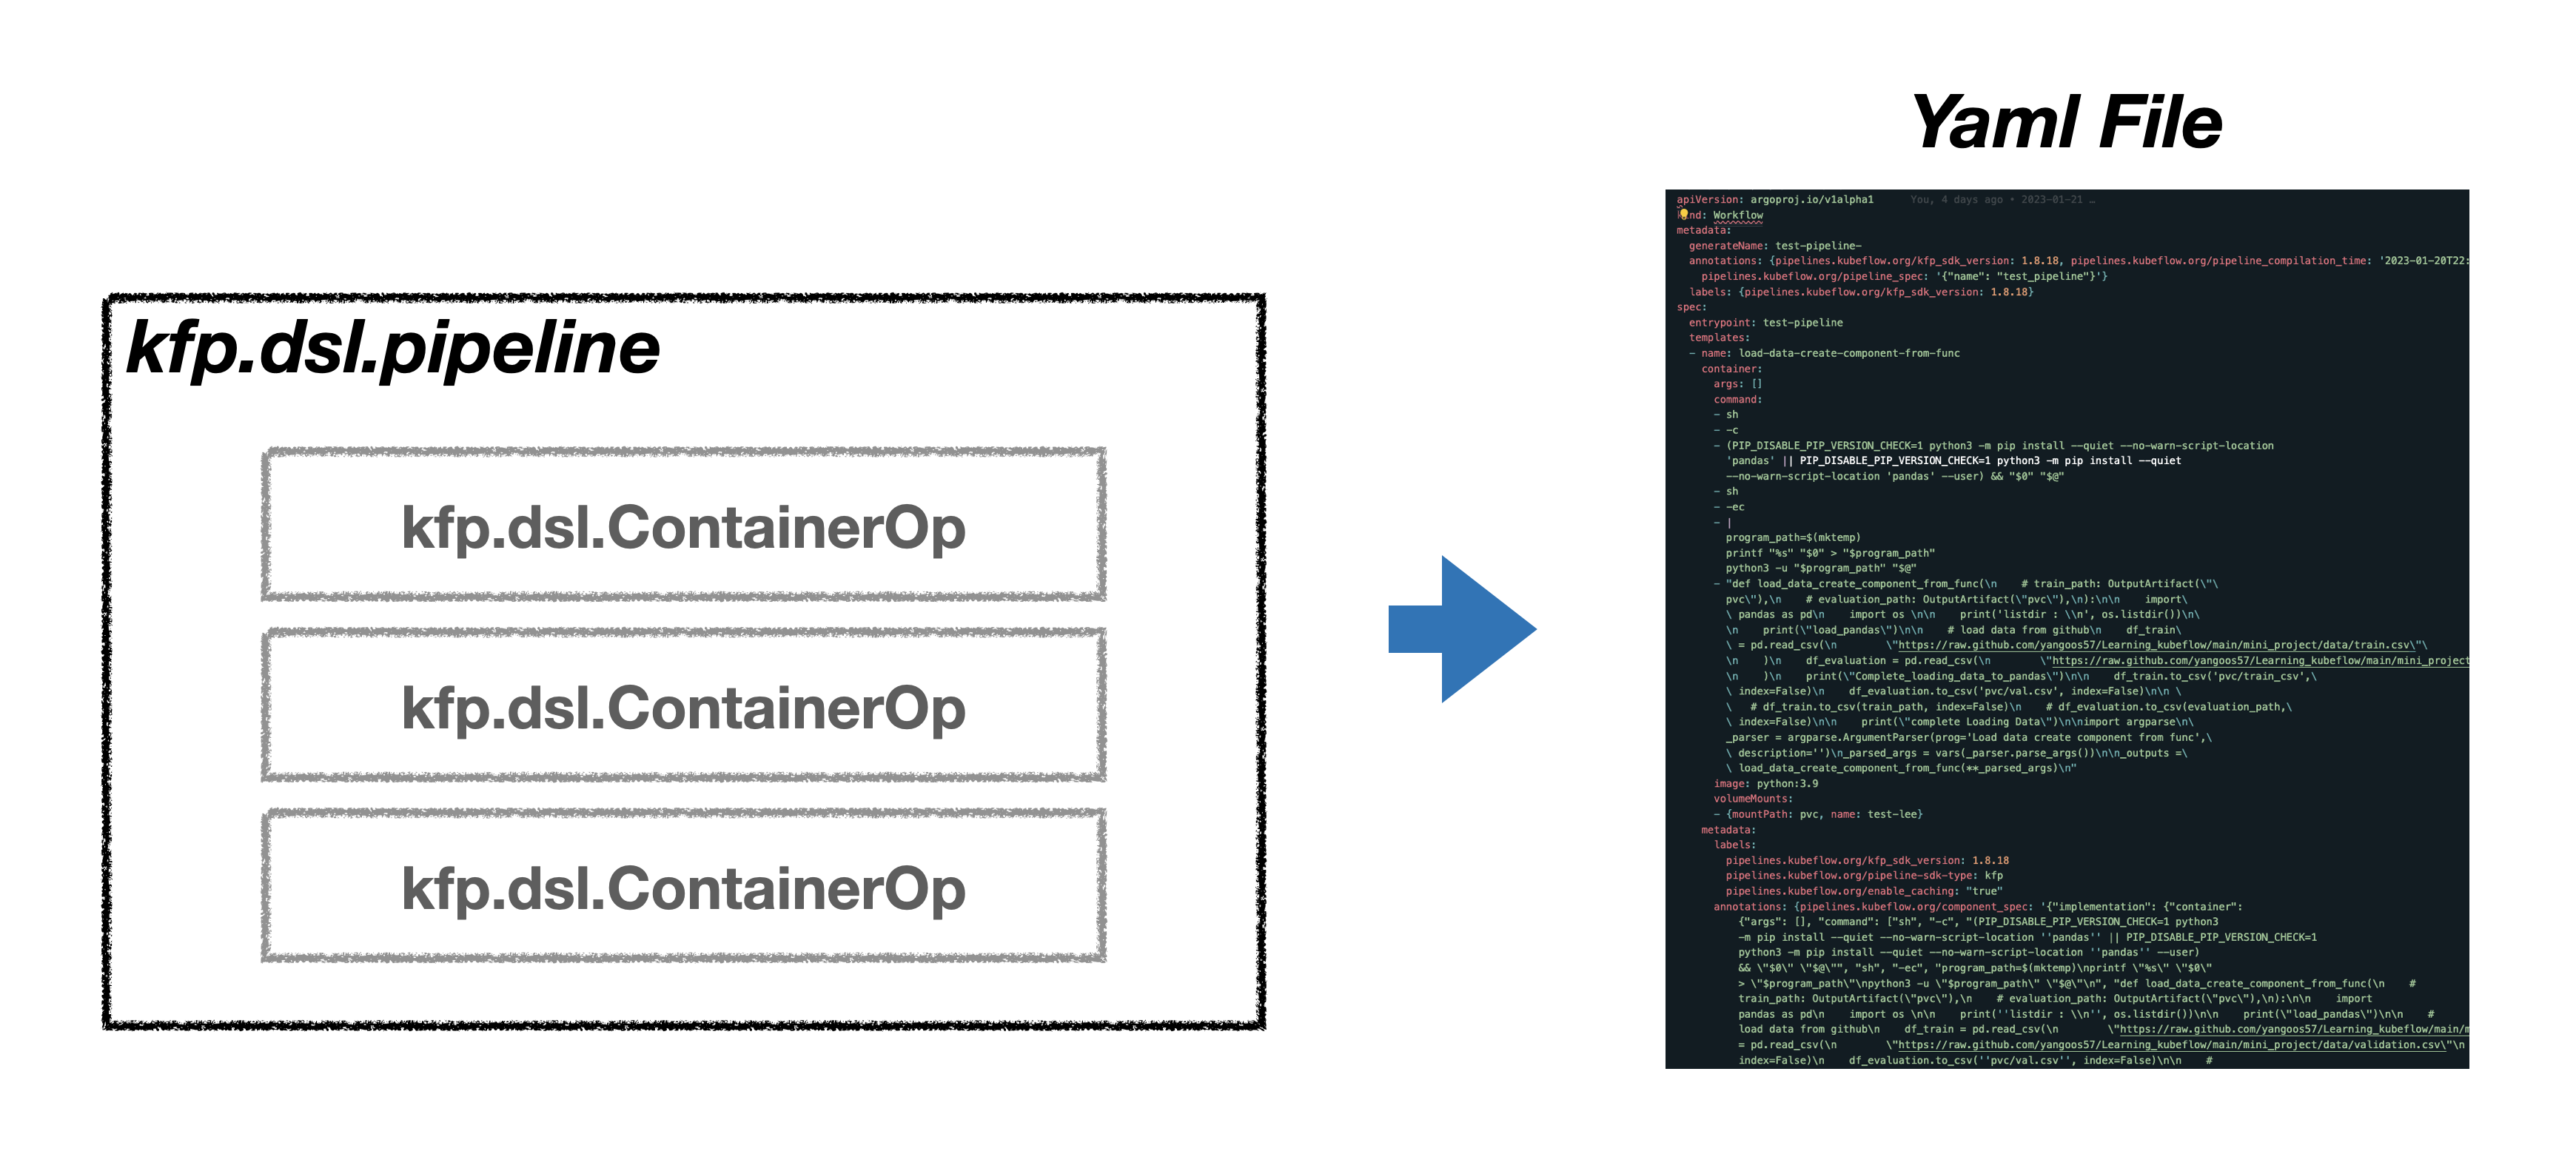 kfp.dsl.pipeline
kfp.dsl.ContainerOp
kfp.dsl.ContainerOp
kfp.dsl.ContainerOp
Yaml File
apiVersion: argoproj.io/v1alpha1 You, 4 days ago • 2023-01-21 …
kind: Workflow
metadata:
generateName: test-pipeline-
annotations: {pipelines.kubeflow.org/kfp_sdk_version: 1.8.18, pipelines.kubeflow.org/pipeline_compilation_time: '2023-01-20T22:
pipelines.kubeflow.org/pipeline_spec: '{"name": "test_pipeline"}'}
labels: {pipelines.kubeflow.org/kfp_sdk_version: 1.8.18}
spec:
entrypoint: test-pipeline
templates:
- name: load-data-create-component-from-func
container:
args: []
command:
- sh
- -c
- (PIP_DISABLE_PIP_VERSION_CHECK=1 python3 -m pip install --quiet --no-warn-script-location
'pandas' || PIP_DISABLE_PIP_VERSION_CHECK=1 python3 -m pip install --quiet
--no-warn-script-location 'pandas' --user) && "$0" "$@"
- sh
- -ec
- |
program_path=$(mktemp)
printf "%s" "$0" > "$program_path"
python3 -u "$program_path" "$@"
- "def load_data_create_component_from_func(\n    # train_path: OutputArtifact(\"\
pvc\"),\n    # evaluation_path: OutputArtifact(\"pvc\"),\n):\n\n    import\
\ pandas as pd\n    import os \n\n    print('listdir : \\n', os.listdir())\n\
\n    print(\"load_pandas\")\n\n    # load data from github\n    df_train\
\ = pd.read_csv(\n        \"https://raw.github.com/yangoos57/Learning_kubeflow/main/mini_project/data/train.csv\"\
\n    )\n    df_evaluation = pd.read_csv(\n        \"https://raw.github.com/yangoos57/Learning_kubeflow/main/mini_project
\n    )\n    print(\"Complete_loading_data_to_pandas\")\n\n    df_train.to_csv('pvc/train_csv',\
\ index=False)\n    df_evaluation.to_csv('pvc/val.csv', index=False)\n\n \
\   # df_train.to_csv(train_path, index=False)\n    # df_evaluation.to_csv(evaluation_path,\
\ index=False)\n\n    print(\"complete Loading Data\")\n\nimport argparse\n\
_parser = argparse.ArgumentParser(prog='Load data create component from func',\
\ description='')\n_parsed_args = vars(_parser.parse_args())\n\n_outputs =\
\ load_data_create_component_from_func(**_parsed_args)\n"
image: python:3.9
volumeMounts:
- {mountPath: pvc, name: test-lee}
metadata:
labels:
pipelines.kubeflow.org/kfp_sdk_version: 1.8.18
pipelines.kubeflow.org/pipeline-sdk-type: kfp
pipelines.kubeflow.org/enable_caching: "true"
annotations: {pipelines.kubeflow.org/component_spec: '{"implementation": {"container":
{"args": [], "command": ["sh", "-c", "(PIP_DISABLE_PIP_VERSION_CHECK=1 python3
-m pip install --quiet --no-warn-script-location ''pandas'' || PIP_DISABLE_PIP_VERSION_CHECK=1
python3 -m pip install --quiet --no-warn-script-location ''pandas'' --user)
&& \"$0\" \"$@\"", "sh", "-ec", "program_path=$(mktemp)\nprintf \"%s\" \"$0\"
> \"$program_path\"\npython3 -u \"$program_path\" \"$@\"\n", "def load_data_create_component_from_func(\n    #
train_path: OutputArtifact(\"pvc\"),\n    # evaluation_path: OutputArtifact(\"pvc\"),\n):\n\n    import
pandas as pd\n    import os \n\n    print(''listdir : \\n'', os.listdir())\n\n    print(\"load_pandas\")\n\n    #
load data from github\n    df_train = pd.read_csv(\n        \"https://raw.github.com/yangoos57/Learning_kubeflow/main/m
= pd.read_csv(\n        \"https://raw.github.com/yangoos57/Learning_kubeflow/main/mini_project/data/validation.csv\"\n
index=False)\n    df_evaluation.to_csv(''pvc/val.csv'', index=False)\n\n    #